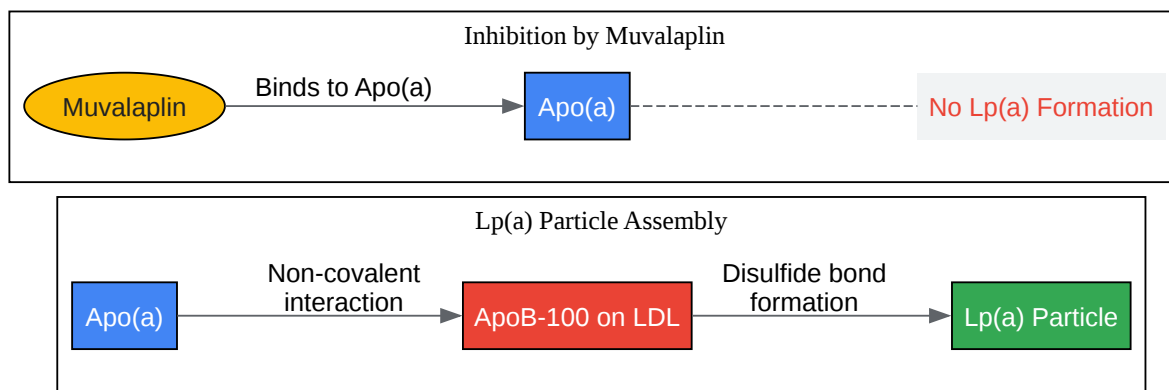 Inhibition by Muvalaplin
Muvalaplin
Binds to Apo(a)
Apo(a)
No Lp(a) Formation
Lp(a) Particle Assembly
Apo(a)
Non-covalent
interaction
ApoB-100 on LDL
Disulfide bond
formation
Lp(a) Particle